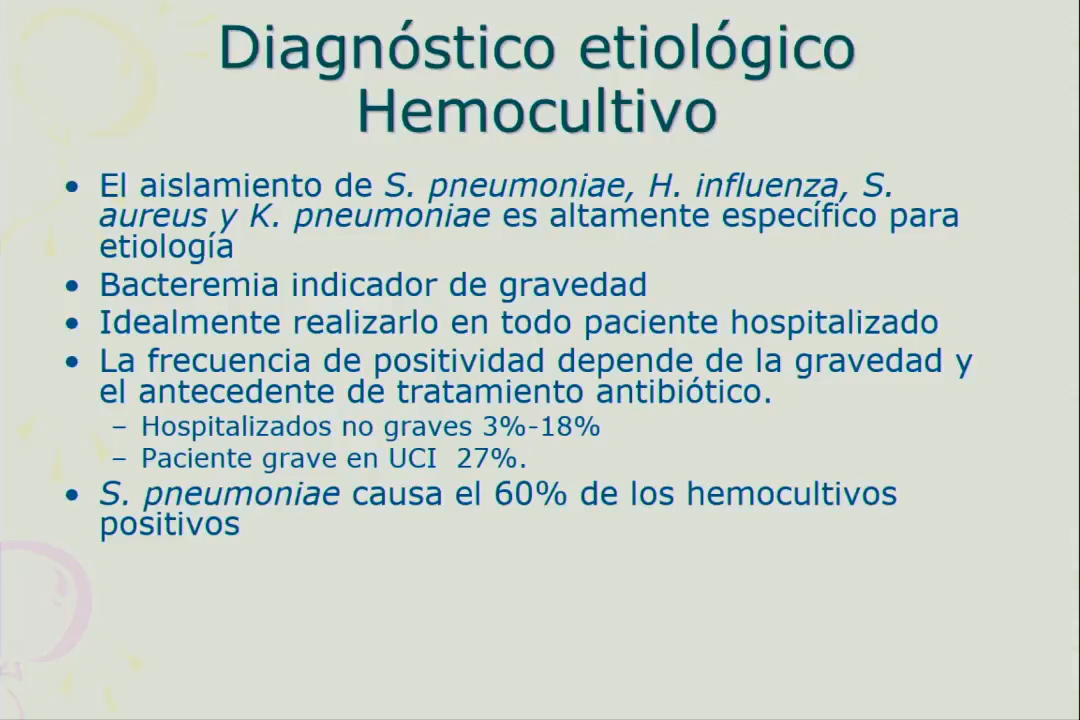 Diagnóstico etiológico
Hemocultivo
• El aislamiento de S. pneumoniae, H. influenza, S.
aureus y K. pneumoniae es altamente específico para
etiología
• Bacteremia indicador de gravedad
• Idealmente realizarlo en todo paciente hospitalizado
• La frecuencia de positividad depende de la gravedad y
el antecedente de tratamiento antibiótico.
– Hospitalizados no graves 3%-18%
– Paciente grave en UCI 27%.
• S. pneumoniae causa el 60% de los hemocultivos
positivos